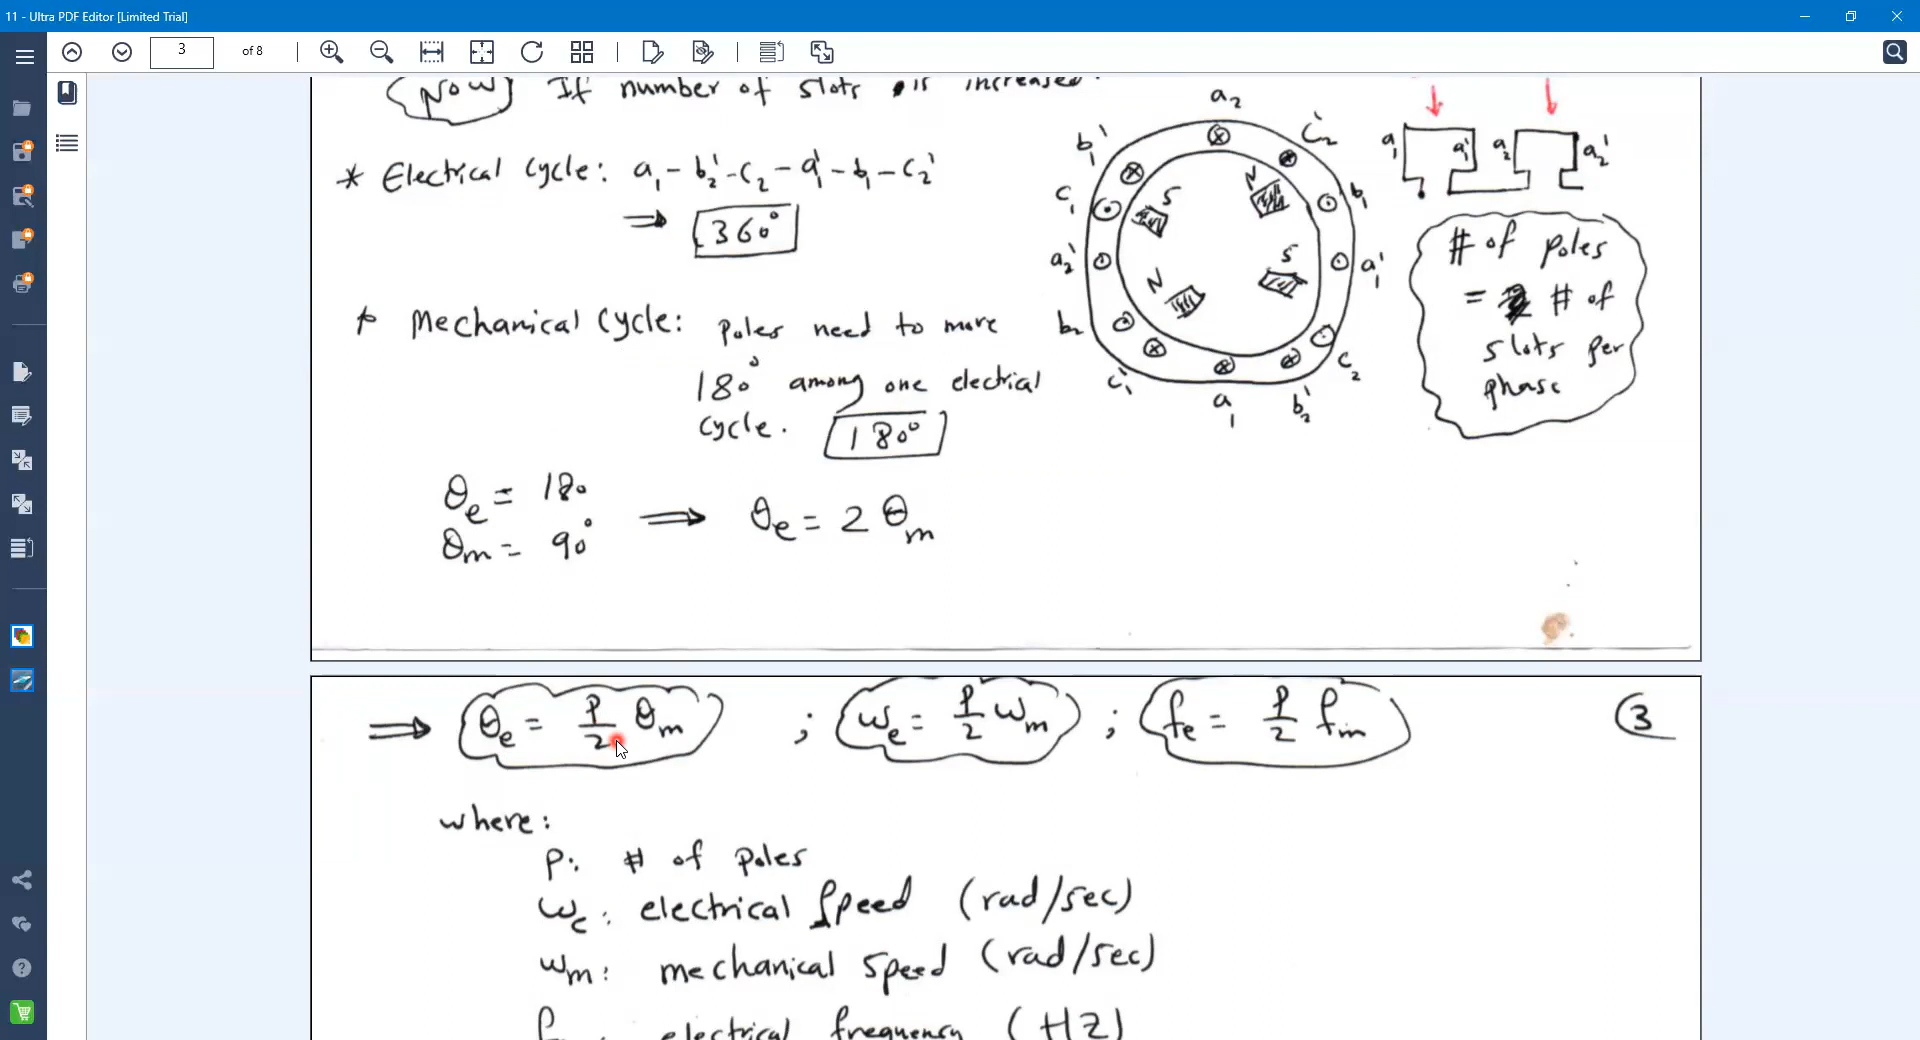 11 - Ultra PDF Editor [Limited Trial]
3 of 8
Now If number of slots is increased.
* Electrical Cycle: a1 - b2' - c2 - a1' - b1 - c2'
⇒ 360°
* Mechanical Cycle: Poles need to move
180° among one electrical
cycle. 180°
θe = 180
θm = 90° ⇒ θe = 2 θm
a2
c2'
b1
a1'
c2
b2'
a1
c1'
b2
a2'
c1
b1'
S
N
S
N
a1 a1' a2 a2'
# of poles
= # of
slots per
phase
⇒ θe = P/2 θm ; we = P/2 wm ; fe = P/2 fm 3
where:
P: # of Poles
we: electrical speed (rad/sec)
wm: mechanical speed (rad/sec)
electrical frequency (HZ)